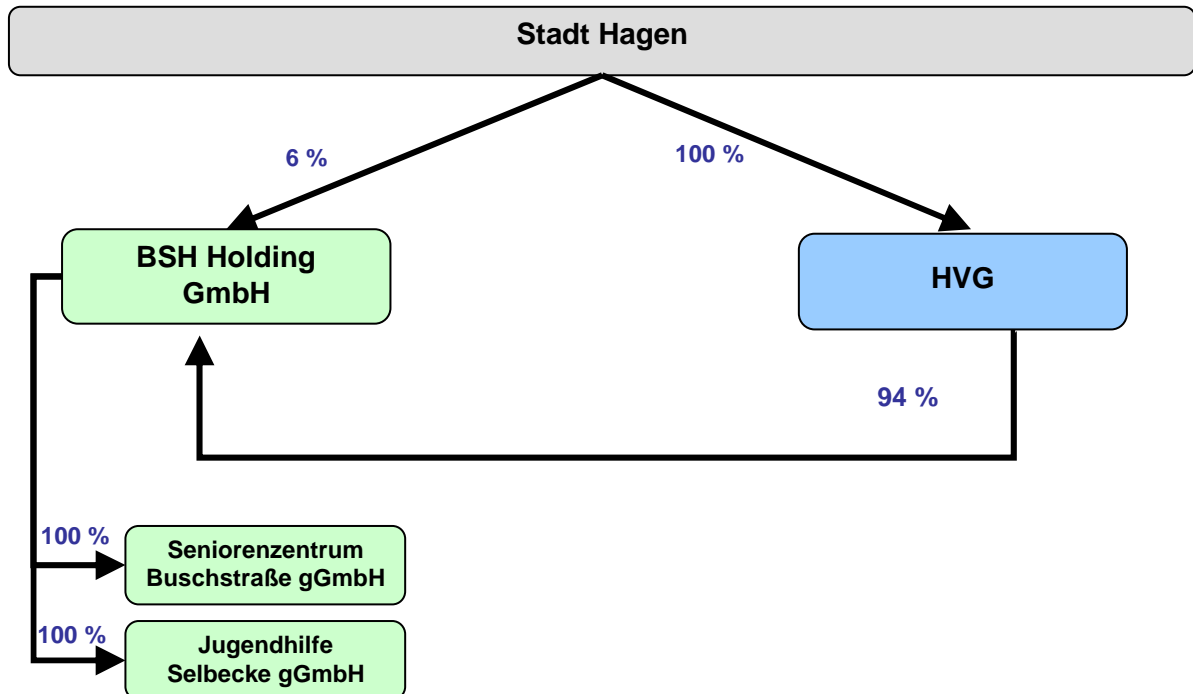 Stadt Hagen
6 %
100 %
BSH Holding
GmbH
HVG
94 %
100 %
Seniorenzentrum
Buschstraße gGmbH
100 %
Jugendhilfe
Selbecke gGmbH